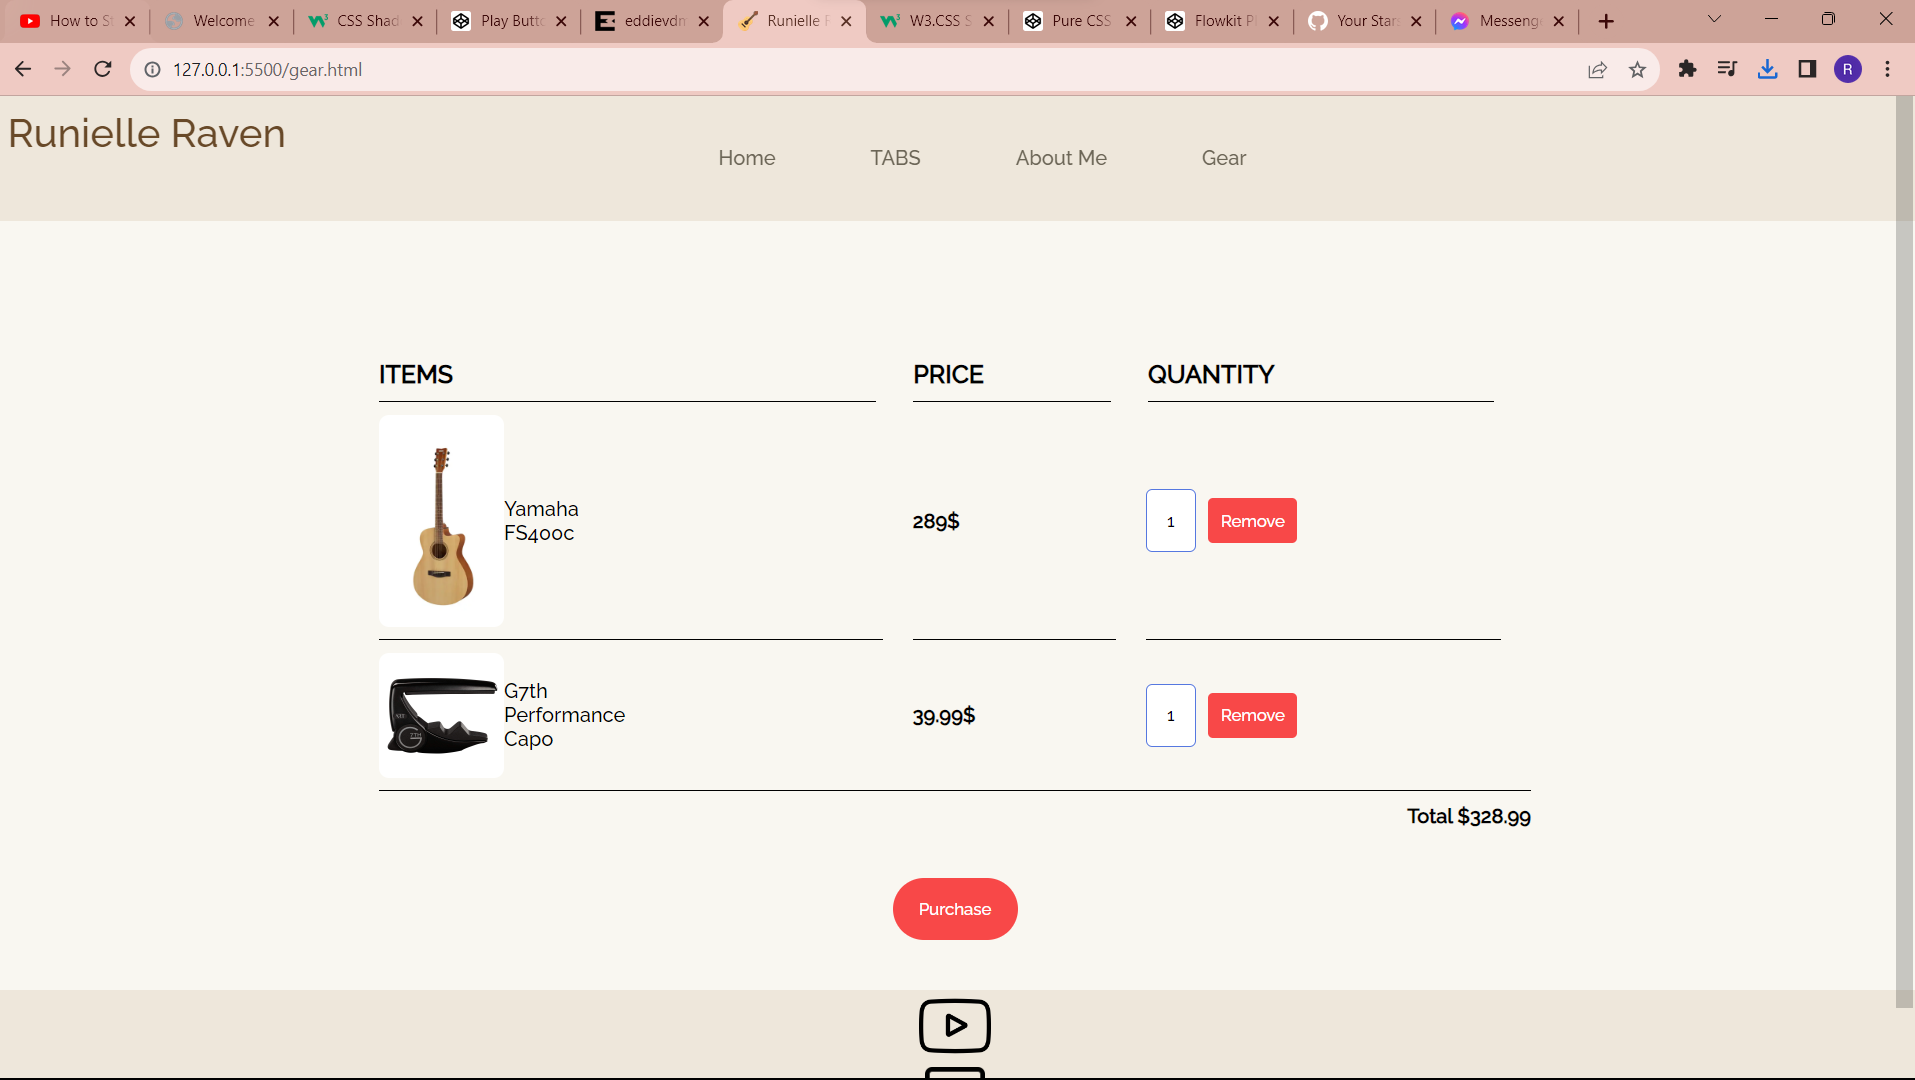 How to S
Welcome
CSS Shad
Play Butto
eddievdm
Runielle R
W3.CSS S
Pure CSS
Flowkit P
Your Star
Messeng
127.0.0.1:5500/gear.html
R
Runielle Raven
Home TABS About Me Gear
ITEMS PRICE QUANTITY
Yamaha
FS400c
289$ 1 Remove
G7th
Performance
Capo
39.99$ 1 Remove
Total $328.99
Purchase